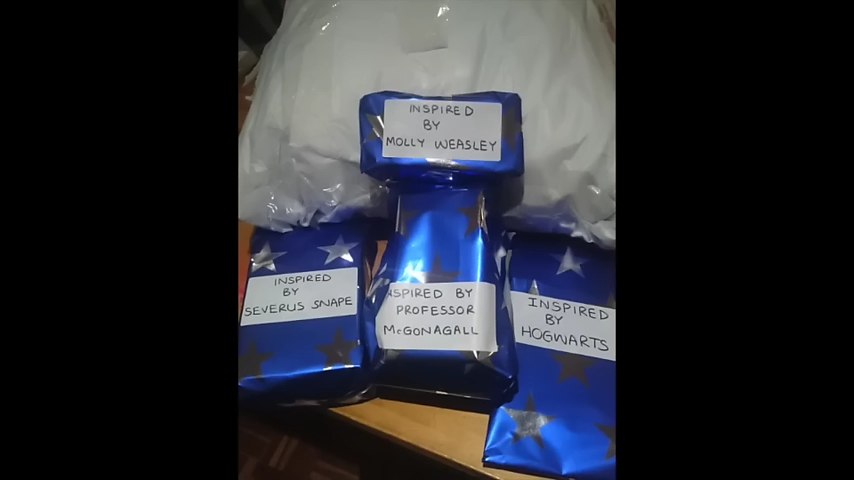 INSPIRED
BY
MOLLY WEASLEY
INSPIRED
BY
SEVERUS SNAPE
INSPIRED BY
PROFESSOR
McGONAGALL
INSPIRED
BY
HOGWARTS